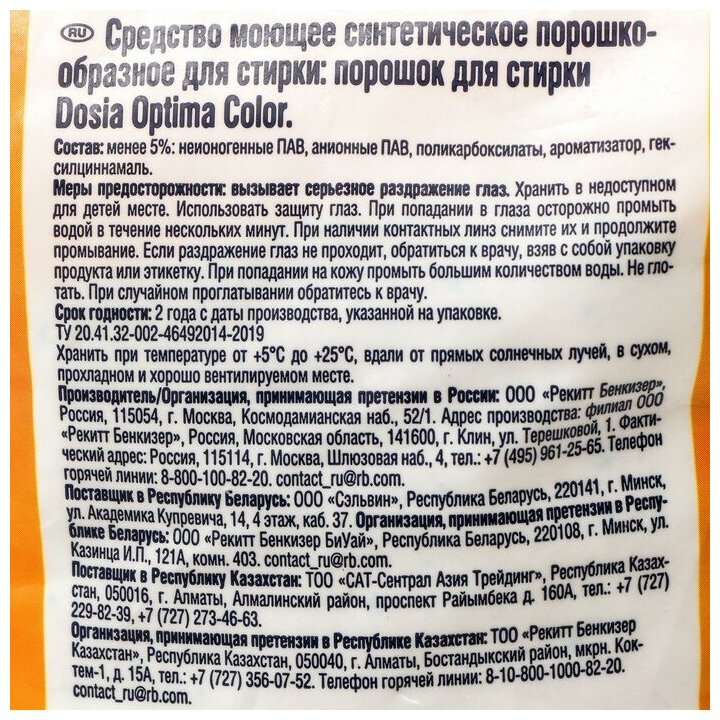 RU Средство моющее синтетическое порошко-
образное для стирки: порошок для стирки
Dosia Optima Color.
Состав: менее 5%: неионогенные ПАВ, анионные ПАВ, поликарбоксилаты, ароматизатор, гек-
силциннамаль.
Меры предосторожности: вызывает серьезное раздражение глаз. Хранить в недоступном
для детей месте. Использовать защиту глаз. При попадании в глаза осторожно промыть
водой в течение нескольких минут. При наличии контактных линз снимите их и продолжите
промывание. Если раздражение глаз не проходит, обратиться к врачу, взяв с собой упаковку
продукта или этикетку. При попадании на кожу промыть большим количеством воды. Не гло-
тать. При случайном проглатывании обратитесь к врачу.
Срок годности: 2 года с даты производства, указанной на упаковке.
ТУ 20.41.32-002-46492014-2019
Хранить при температуре от +5°С до +25°С, вдали от прямых солнечных лучей, в сухом,
прохладном и хорошо вентилируемом месте.
Производитель/Организация, принимающая претензии в России: ООО «Рекитт Бенкизер»,
Россия, 115054, г. Москва, Космодамианская наб., 52/1. Адрес производства: филиал ООО
«Рекитт Бенкизер», Россия, Московская область, 141600, г. Клин, ул. Терешковой, 1. Факти-
ческий адрес: Россия, 115114, г. Москва, Шлюзовая наб., 4, тел.: +7 (495) 961-25-65. Телефон
горячей линии: 8-800-100-82-20. contact_ru@rb.com.
Поставщик в Республику Беларусь: ООО «Сэльвин», Республика Беларусь, 220141, г. Минск,
ул. Академика Купревича, 14, 4 этаж, каб. 37. Организация, принимающая претензии в Респу-
блике Беларусь: ООО «Рекитт Бенкизер БиУай», Республика Беларусь, 220108, г. Минск, ул.
Казинца И.П., 121А, комн. 403. contact_ru@rb.com.
Поставщик в Республику Казахстан: ТОО «САТ-Сентрал Азия Трейдинг», Республика Казах-
стан, 050016, г. Алматы, Алмалинский район, проспект Райымбека д. 160А, тел.: +7 (727)
229-82-39, +7 (727) 273-46-63.
Организация, принимающая претензии в Республике Казахстан: ТОО «Рекитт Бенкизер
Казахстан», Республика Казахстан, 050040, г. Алматы, Бостандыкский район, мкрн. Кок-
тем-1, д. 15А, тел.: +7 (727) 356-07-52. Телефон горячей линии: 8-10-800-1000-82-20.
contact_ru@rb.com.